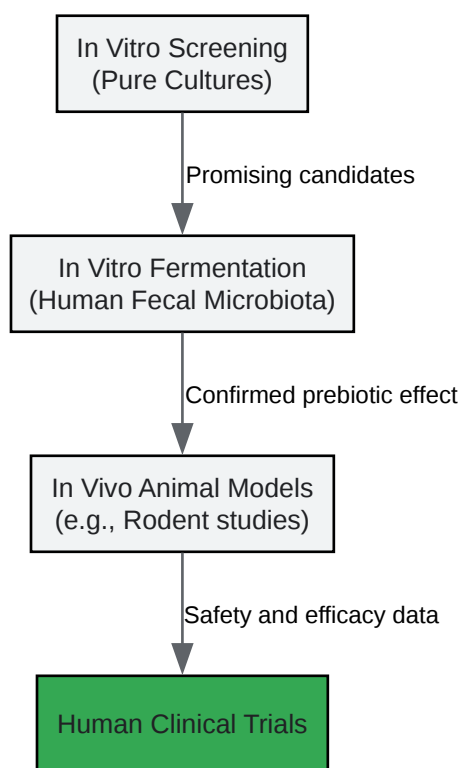 In Vitro Screening
(Pure Cultures)
Promising candidates
In Vitro Fermentation
(Human Fecal Microbiota)
Confirmed prebiotic effect
In Vivo Animal Models
(e.g., Rodent studies)
Safety and efficacy data
Human Clinical Trials